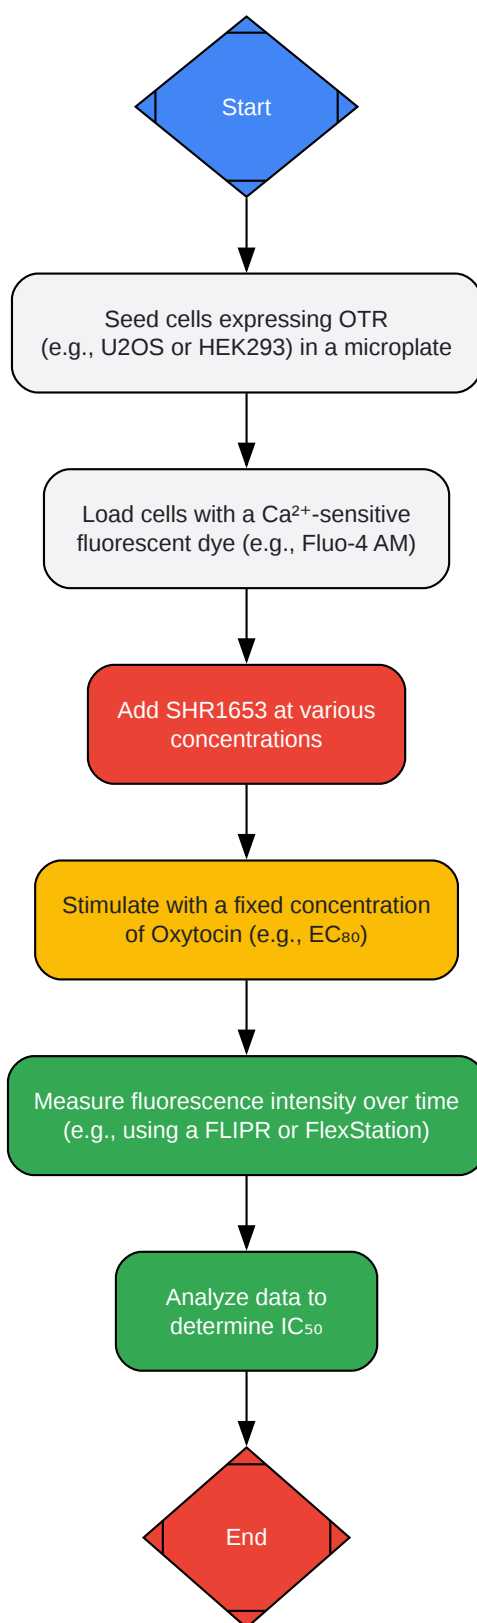 Start
Seed cells expressing OTR
(e.g., U2OS or HEK293) in a microplate
Load cells with a Ca²⁺-sensitive
fluorescent dye (e.g., Fluo-4 AM)
Add SHR1653 at various
concentrations
Stimulate with a fixed concentration
of Oxytocin (e.g., EC₈₀)
Measure fluorescence intensity over time
(e.g., using a FLIPR or FlexStation)
Analyze data to
determine IC₅₀
End